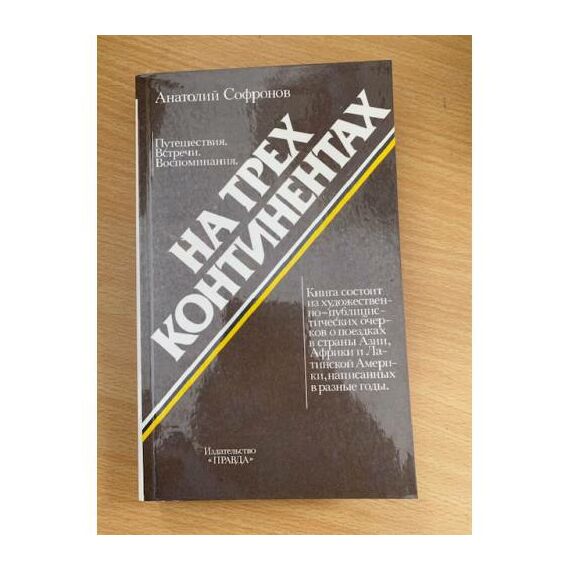 Анатолий Софронов
Путешествия.
Встречи.
Воспоминания.
НА ТРЕХ
КОНТИНЕНТАХ
Книга состоит
из художествен-
но-публицис-
тических очер-
ков о поездках
в страны Азии,
Африки и Ла-
тинской Амери-
ки, написанных
в разные годы.
Издательство
«ПРАВДА»